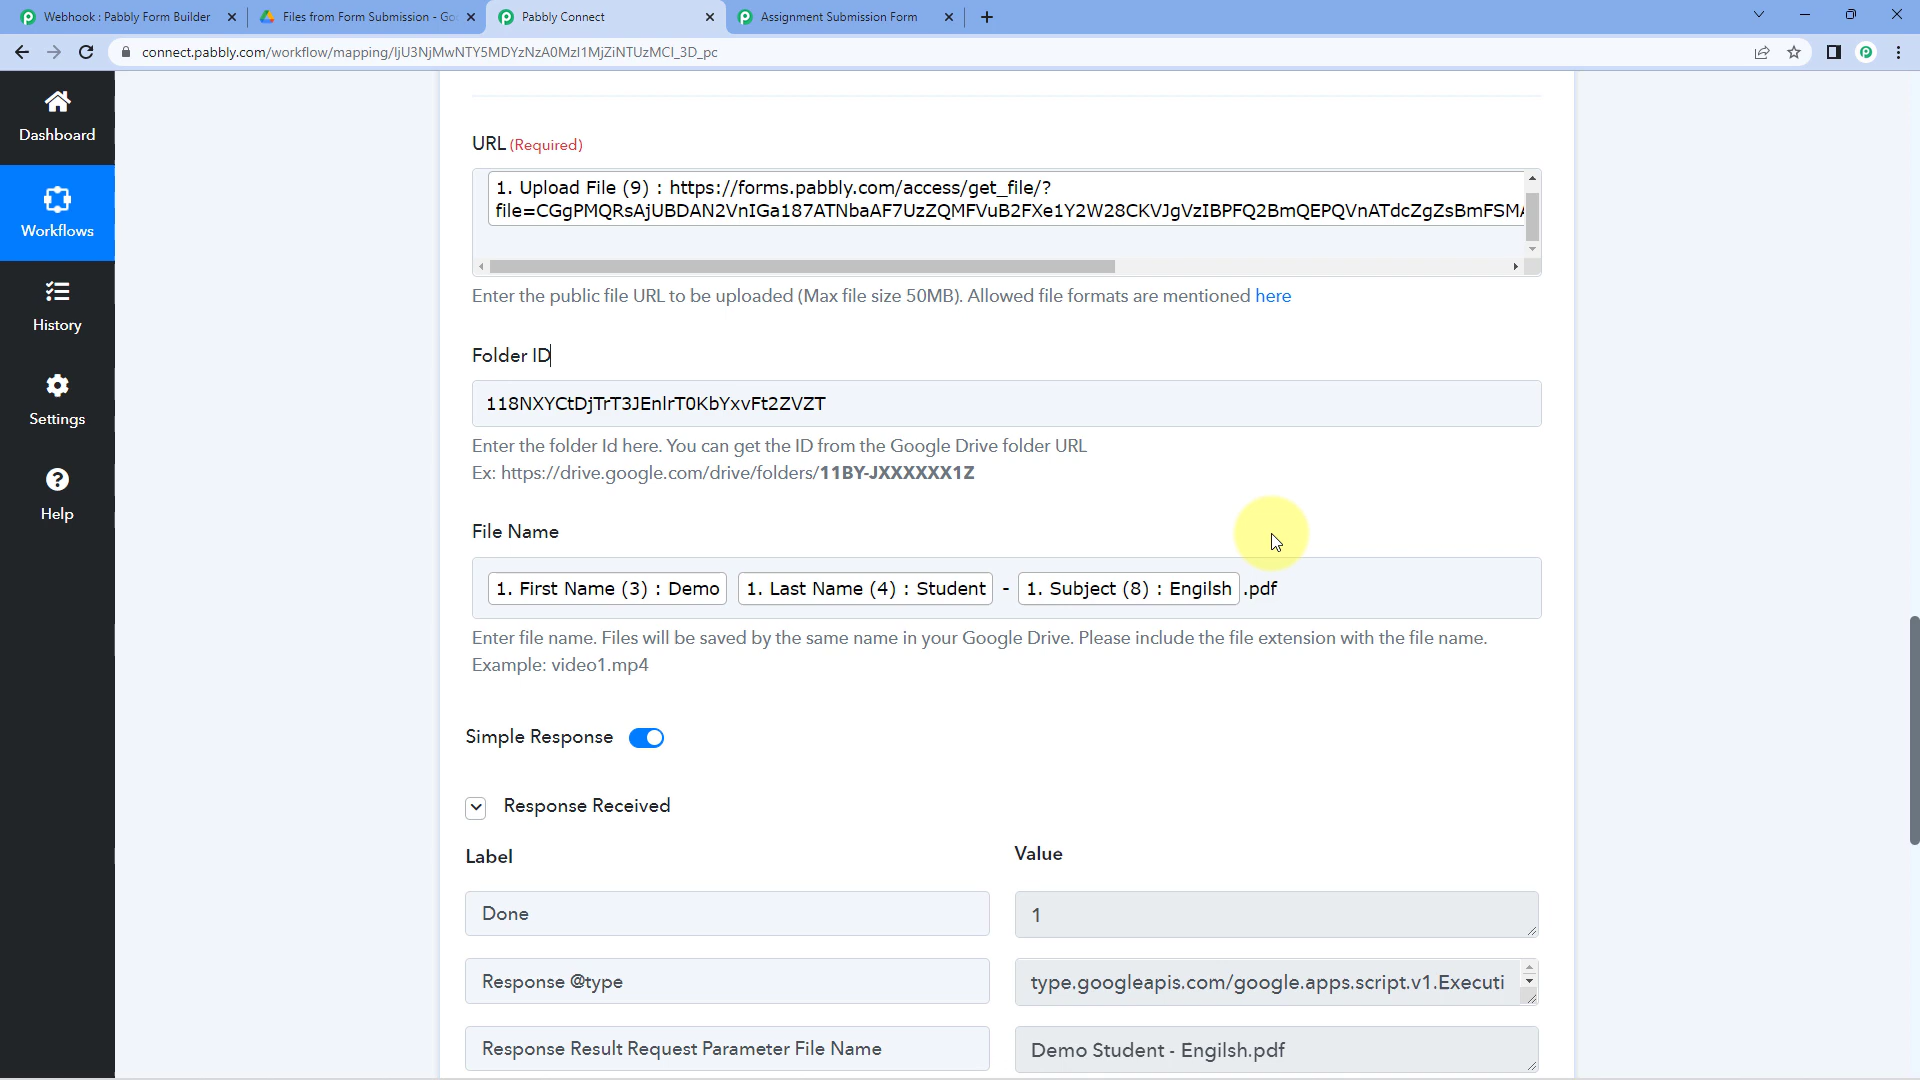 Webhook : Pabbly Form Builder
Files from Form Submission - Go
Pabbly Connect
Assignment Submission Form
connect.pabbly.com/workflow/mapping/IjU3NjMwNTY5MDYzNzA0MzI1MjZiNTUzMCI_3D_pc
Dashboard
Workflows
History
Settings
Help
URL (Required)
1. Upload File (9) : https://forms.pabbly.com/access/get_file/?
file=CGgPMQRsAjUBDAN2VnIGa187ATNbaAF7UzZQMFVuB2FXe1Y2W28CKVJgVzIBPFQ2BmQEPQVnATdcZgZsBmFSMA
Enter the public file URL to be uploaded (Max file size 50MB). Allowed file formats are mentioned here
Folder ID
118NXYCtDjTrT3JEnlrT0KbYxvFt2ZVZT
Enter the folder Id here. You can get the ID from the Google Drive folder URL
Ex: https://drive.google.com/drive/folders/11BY-JXXXXXX1Z
File Name
1. First Name (3) : Demo 1. Last Name (4) : Student - 1. Subject (8) : Engilsh .pdf
Enter file name. Files will be saved by the same name in your Google Drive. Please include the file extension with the file name.
Example: video1.mp4
Simple Response
Response Received
Label Value
Done 1
Response @type type.googleapis.com/google.apps.script.v1.Executi
Response Result Request Parameter File Name Demo Student - Engilsh.pdf